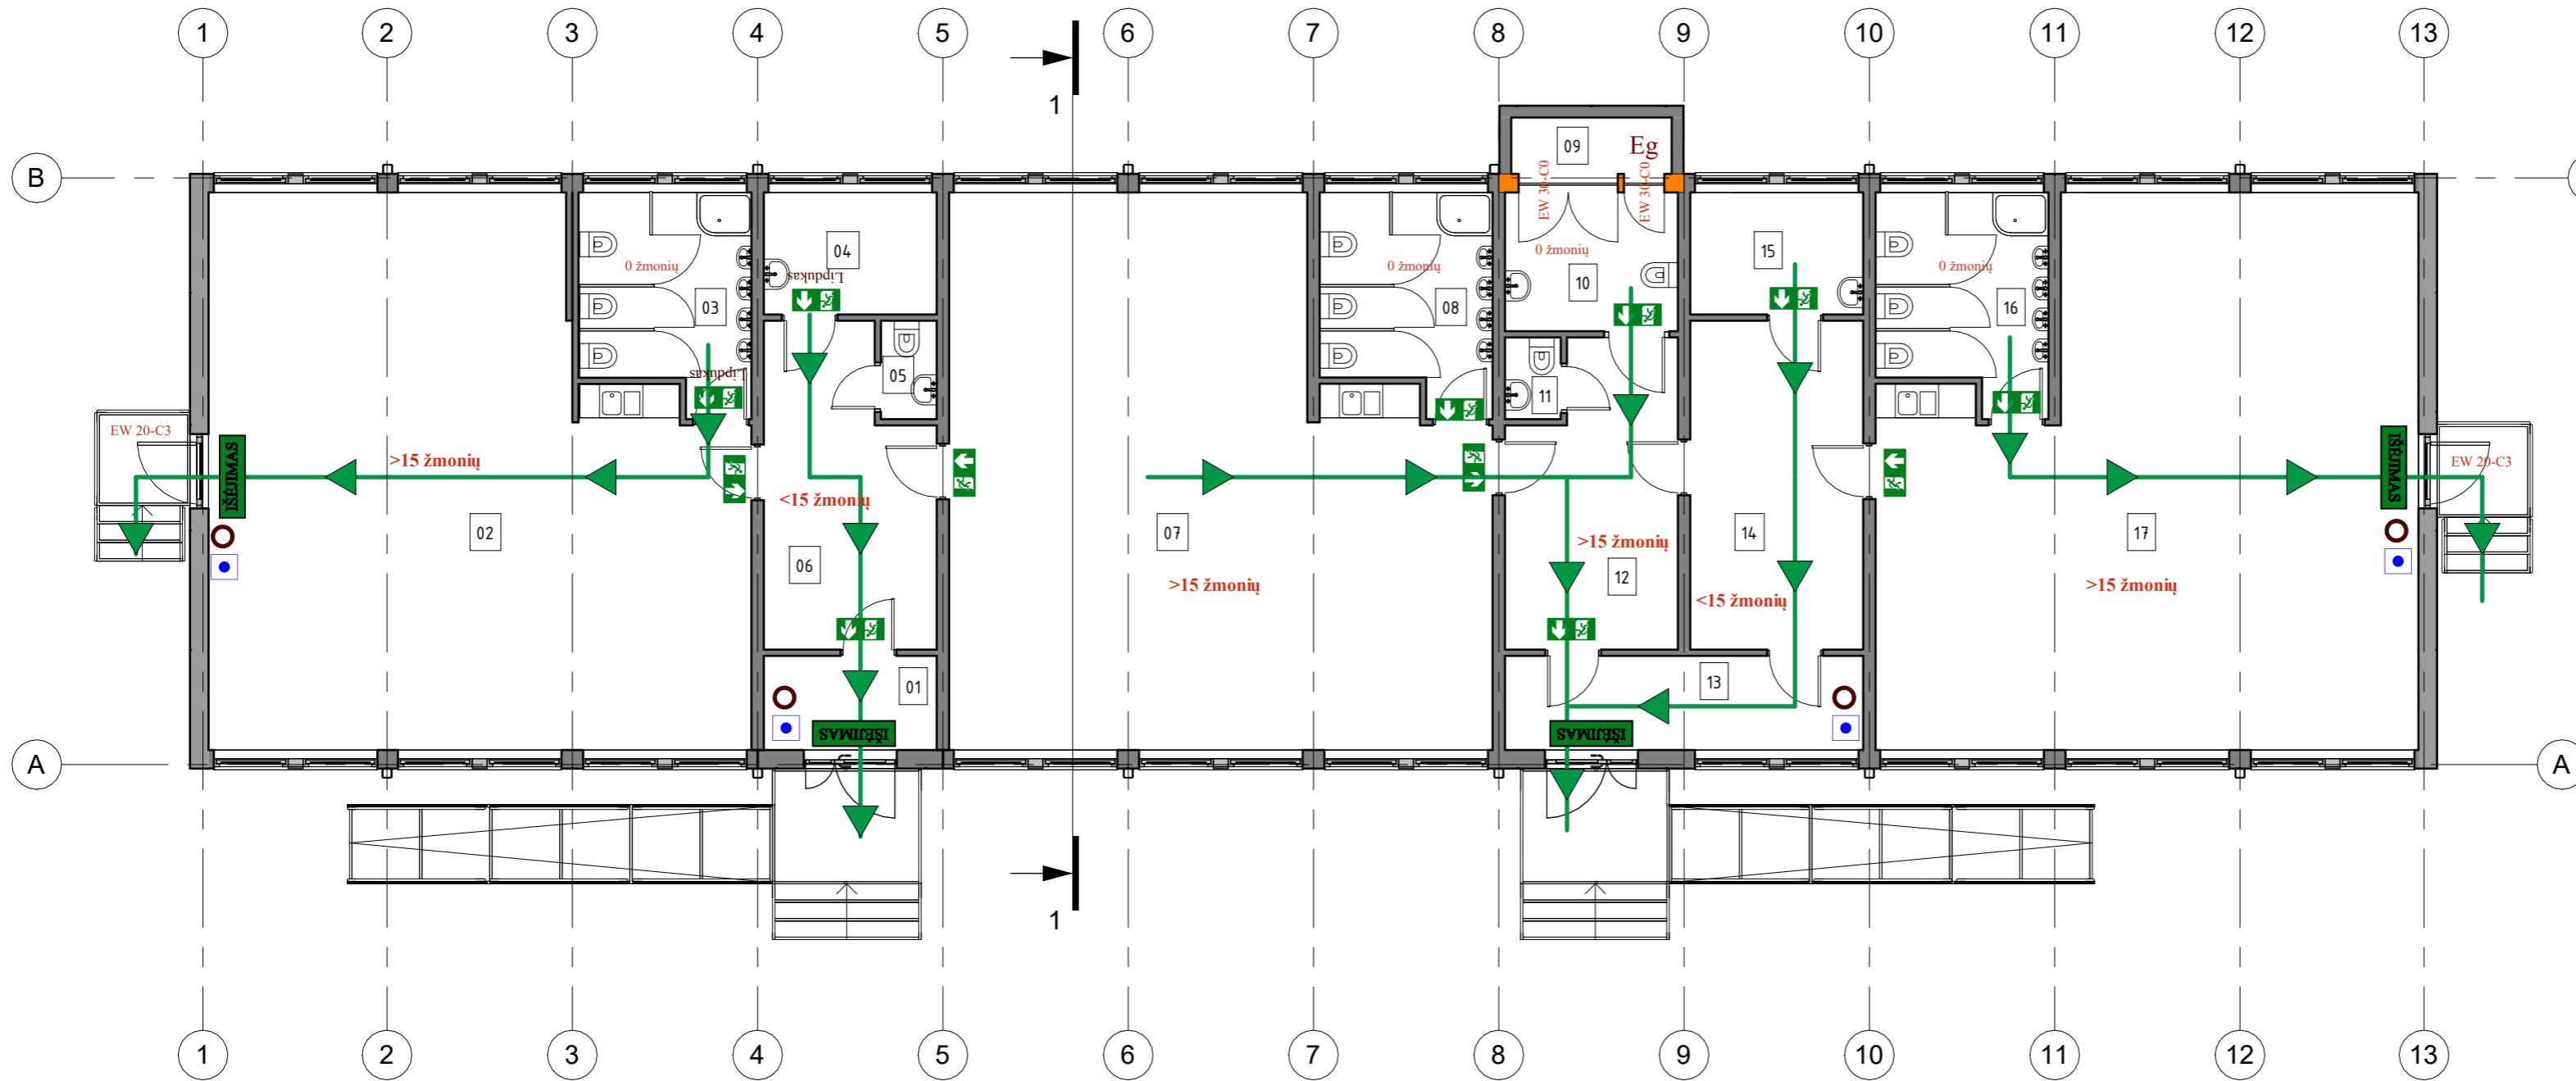 1 2 3 4 5 6 7 8 9 10 11 12 13
1
09 Eg
EW 30-C0 EW 30-C0
B
04 15
0 žmonių 0 žmonių 0 žmonių 0 žmonių
Lipdukas
03 08 10 16
Lipdukas 05 11
EW 20-C3 EW 20-C3
IŠĖJIMAS IŠĖJIMAS
>15 žmonių
<15 žmonių
02 07 14 17
>15 žmonių
06 12
>15 žmonių <15 žmonių >15 žmonių
01 13
IŠĖJIMAS IŠĖJIMAS
A A
1
1 2 3 4 5 6 7 8 9 10 11 12 13